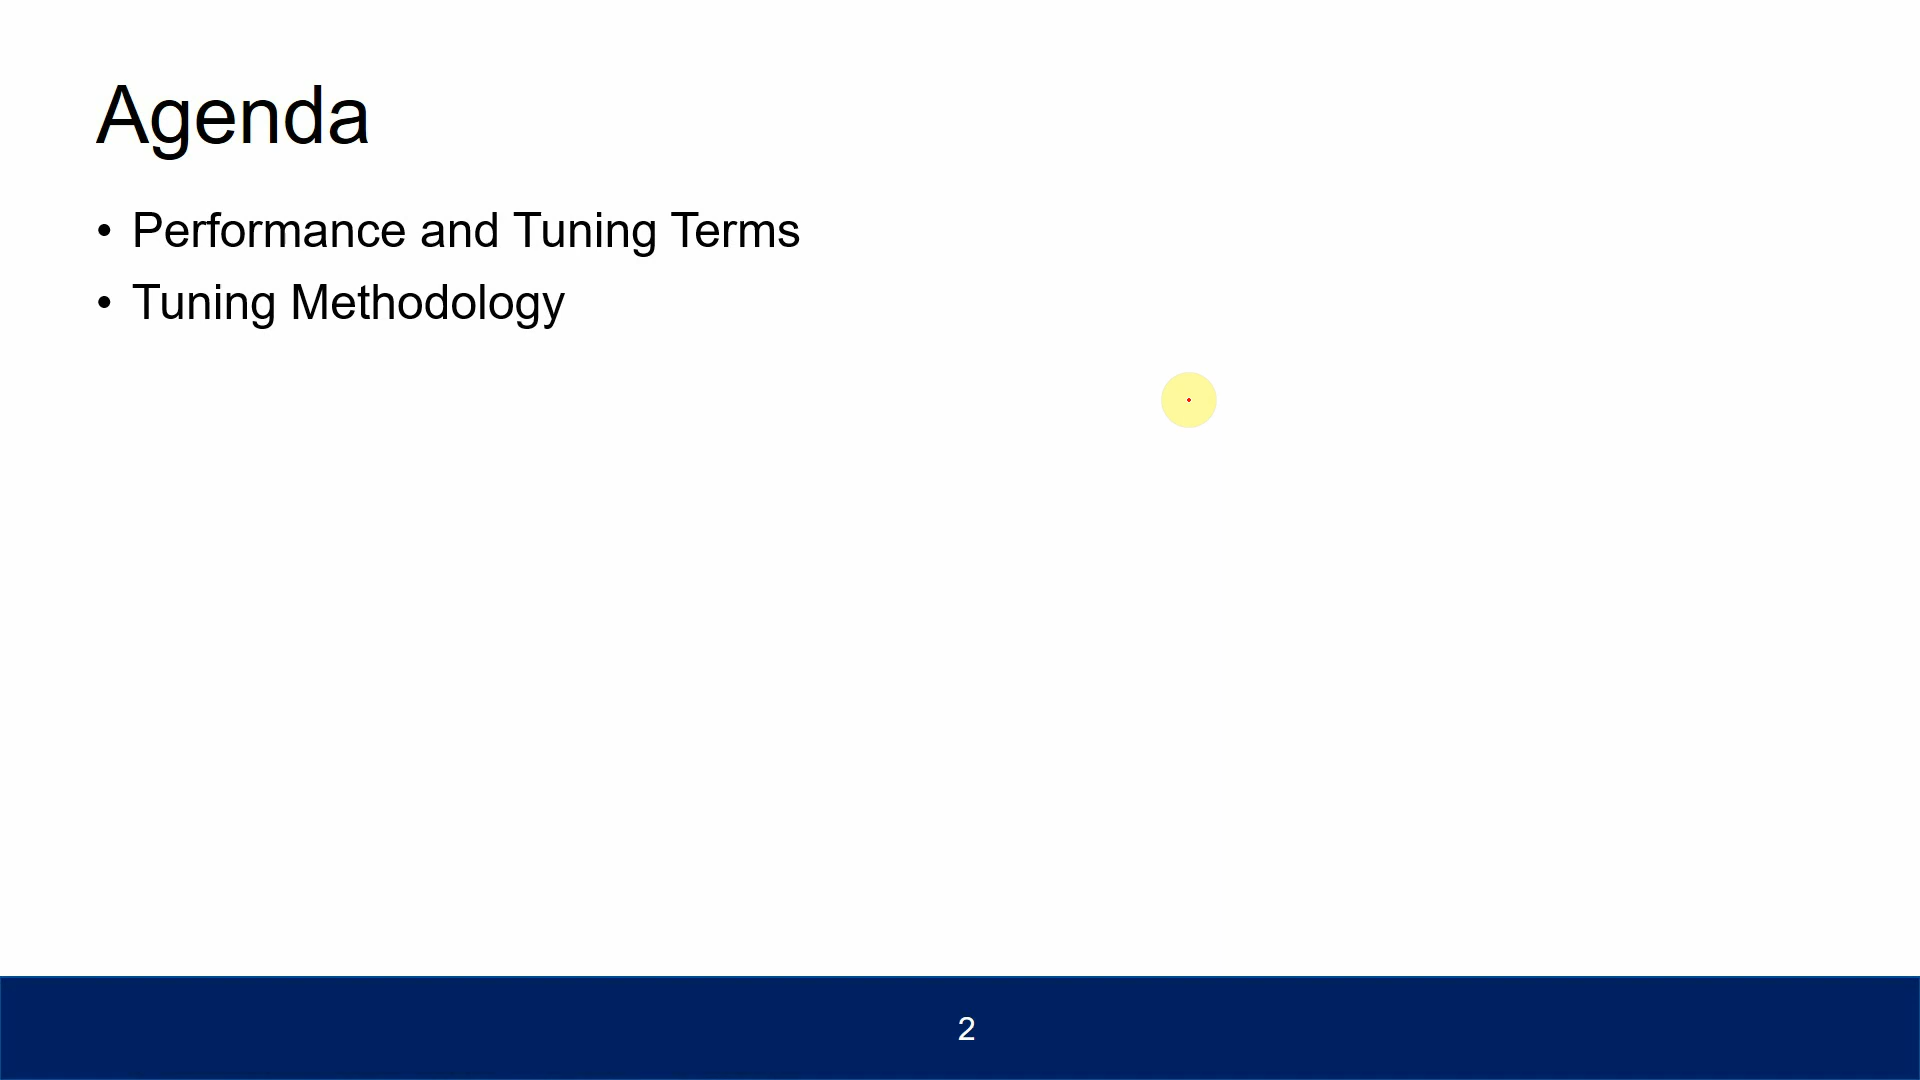 Agenda
• Performance and Tuning Terms
• Tuning Methodology
2